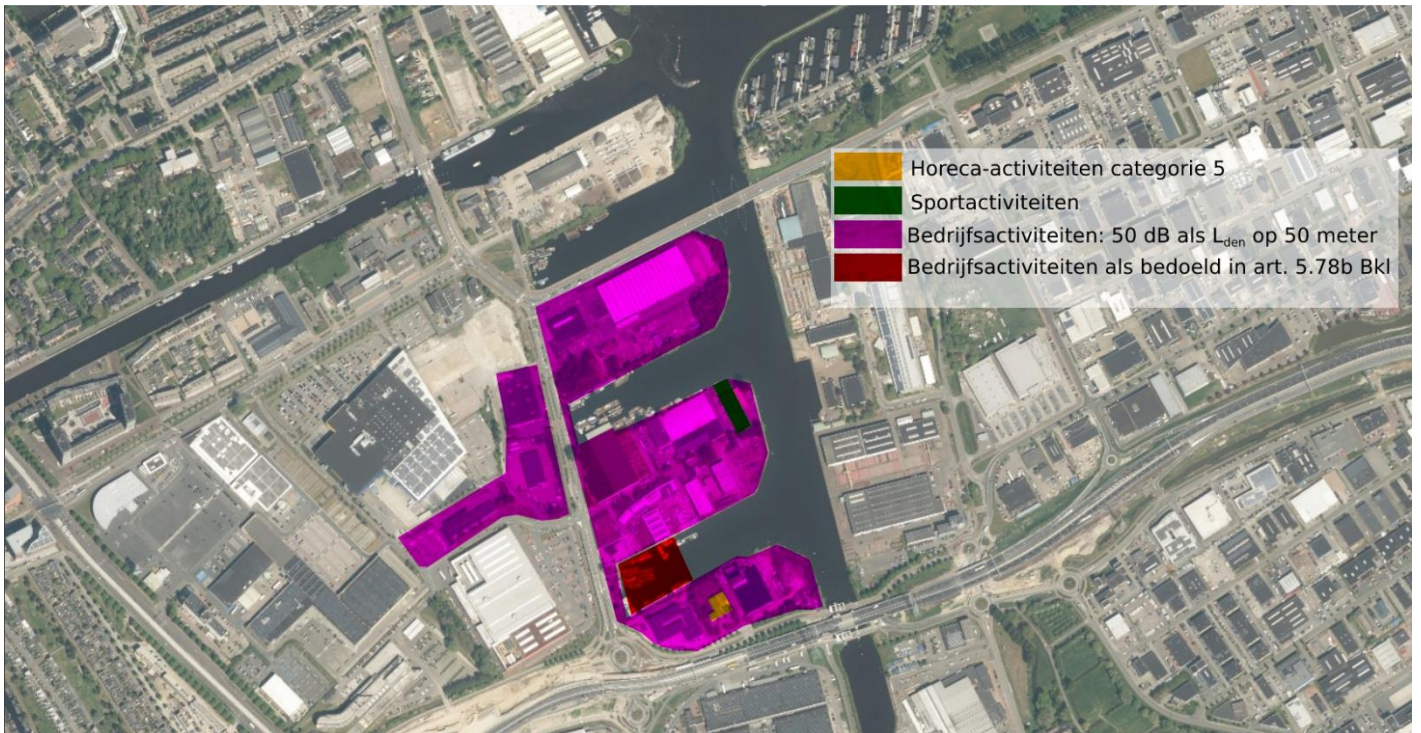 Horeca-activiteiten categorie 5
Sportactiviteiten
Bedrijfsactiviteiten: 50 dB als Lden op 50 meter
Bedrijfsactiviteiten als bedoeld in art. 5.78b Bkl